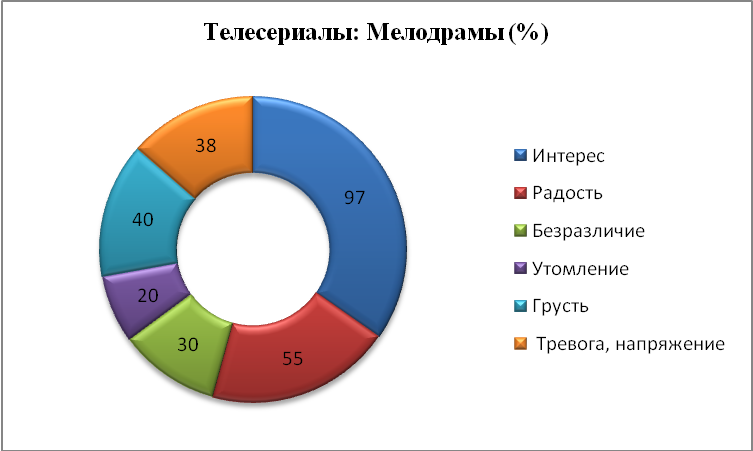 Телесериалы: Мелодрамы (%)
38
97
40
20
30
55
Интерес
Радость
Безразличие
Утомление
Грусть
Тревога, напряжение